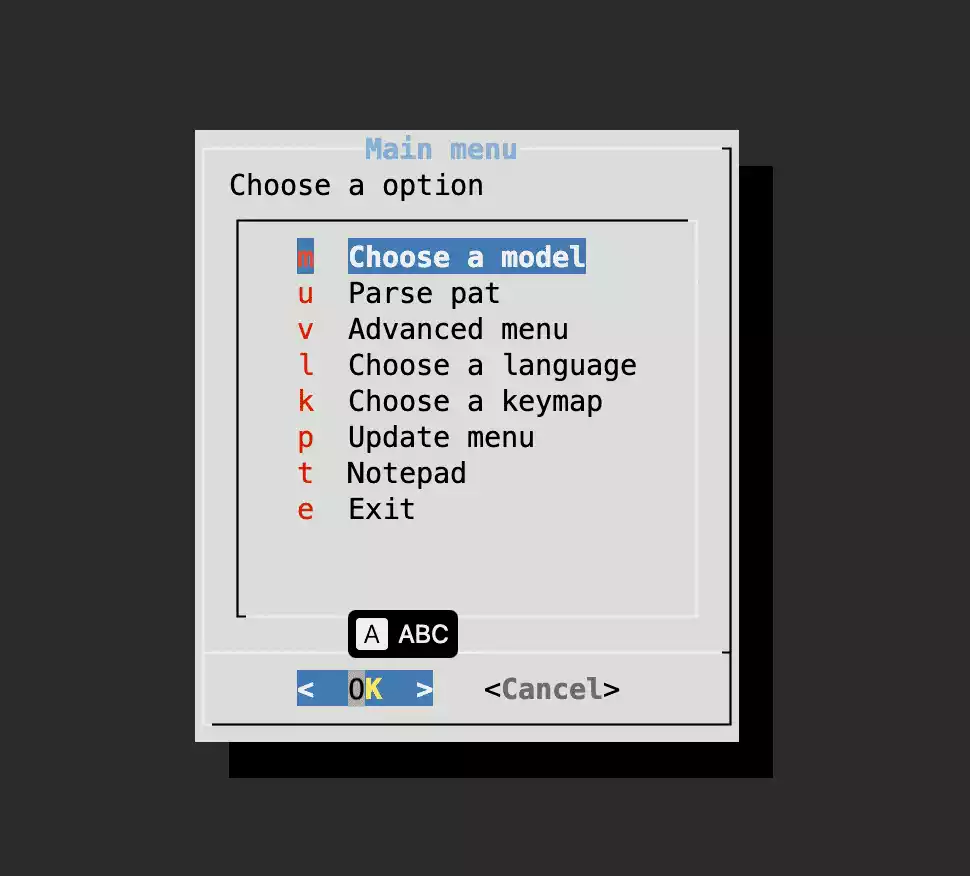 Main menu
Choose a option
m Choose a model
u Parse pat
v Advanced menu
l Choose a language
k Choose a keymap
p Update menu
t Notepad
e Exit
A ABC
< OK > <Cancel>